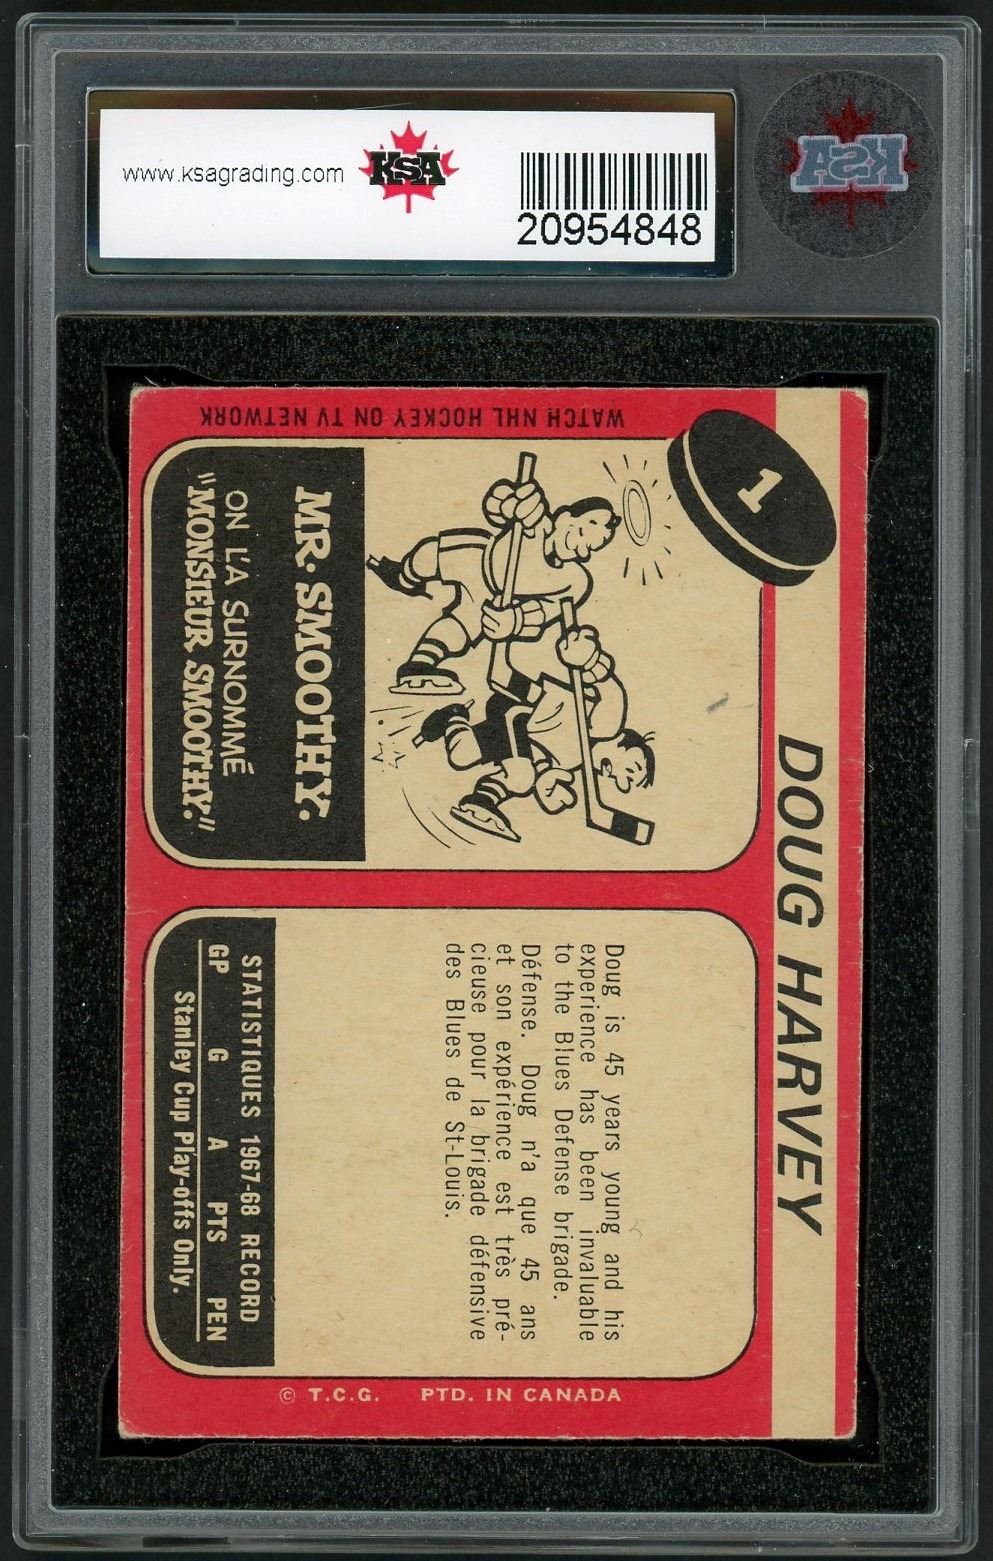 www.ksagrading.com
KSA
20954848
KSA
WATCH NHL HOCKEY ON TV NETWORK
1
DOUG HARVEY
MR. SMOOTHY.
ON L'A SURNOMMÉ
"MONSIEUR SMOOTHY."
Doug is 45 years young and his
experience has been invaluable
to the Blues Defense brigade.
Défense. Doug n'a que 45 ans
et son expérience est très pré-
cieuse pour la brigade défensive
des Blues de St-Louis.
STATISTIQUES 1967-68 RECORD
GP G A PTS PEN
Stanley Cup Play-offs Only.
© T.C.G. PTD. IN CANADA